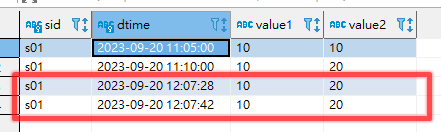 sid dtime value1 value2
s01 2023-09-20 11:05:00 10 10
s01 2023-09-20 11:10:00 10 20
s01 2023-09-20 12:07:28 10 20
s01 2023-09-20 12:07:42 10 20